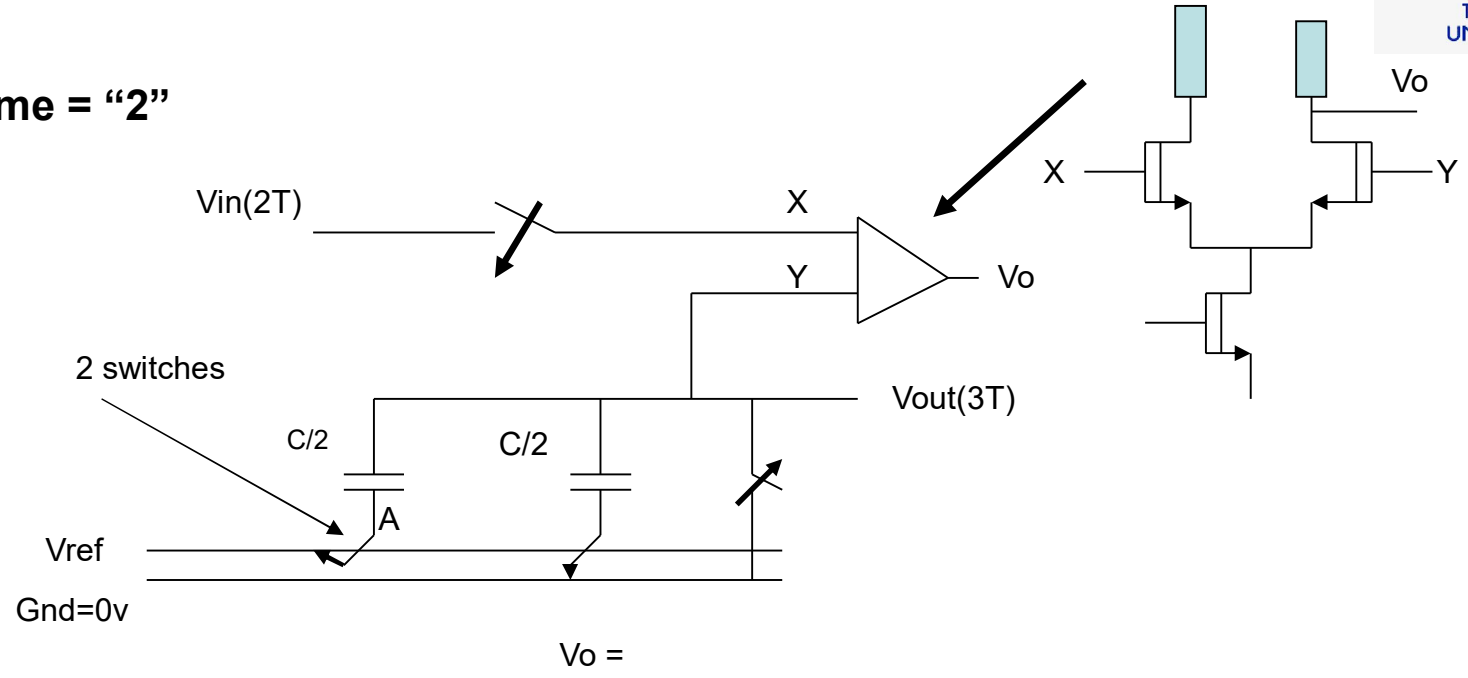 me = “2”
Vo
Vin(2T)
X
X
Y
Y
Vo
2 switches
Vout(3T)
C/2
C/2
A
Vref
Gnd=0v
Vo =